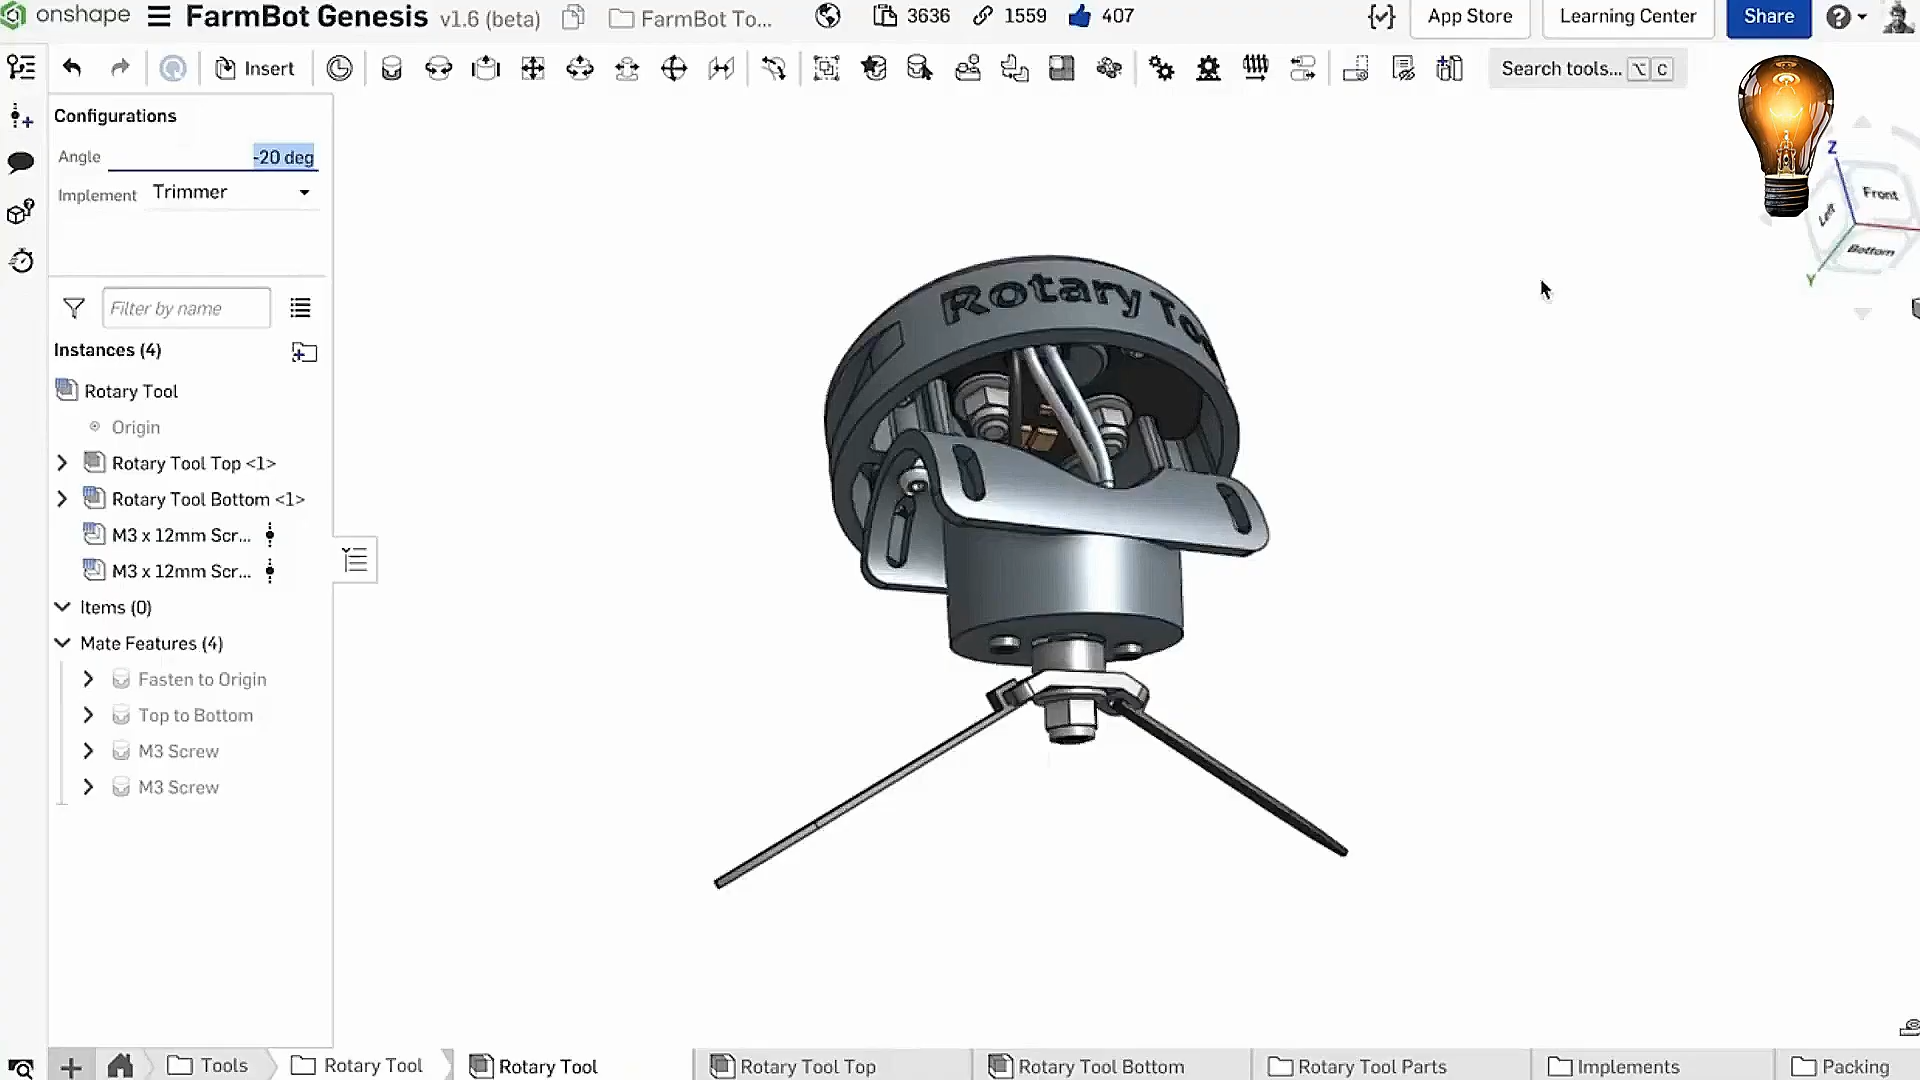 onshape FarmBot Genesis v1.6 (beta) FarmBot To... 3636 1559 407 App Store Learning Center Share
Insert Search tools... ⌥ C
Configurations
Angle -20 deg
Implement Trimmer
Filter by name
Instances (4)
Rotary Tool
Origin
Rotary Tool Top <1>
Rotary Tool Bottom <1>
M3 x 12mm Scr...
M3 x 12mm Scr...
Items (0)
Mate Features (4)
Fasten to Origin
Top to Bottom
M3 Screw
M3 Screw
Rotary Too
Z
Front
Left
Bottom
Y
Tools Rotary Tool Rotary Tool Rotary Tool Top Rotary Tool Bottom Rotary Tool Parts Implements Packing